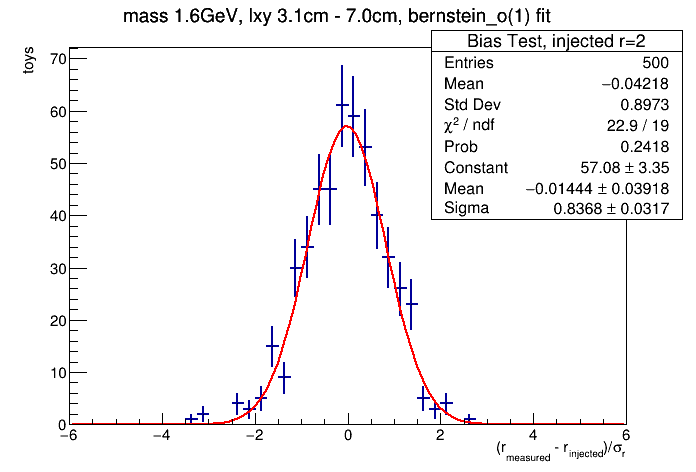 mass 1.6GeV, lxy 3.1cm - 7.0cm, bernstein_o(1) fit
Bias Test, injected r=2
Entries 500
Mean −0.04218
Std Dev 0.8973
χ² / ndf 22.9 / 19
Prob 0.2418
Constant 57.08 ± 3.35
Mean −0.01444 ± 0.03918
Sigma 0.8368 ± 0.0317
toys
70
60
50
40
30
20
10
0
−6 −4 −2 0 2 4 6
(r_measured - r_injected)/σ_r